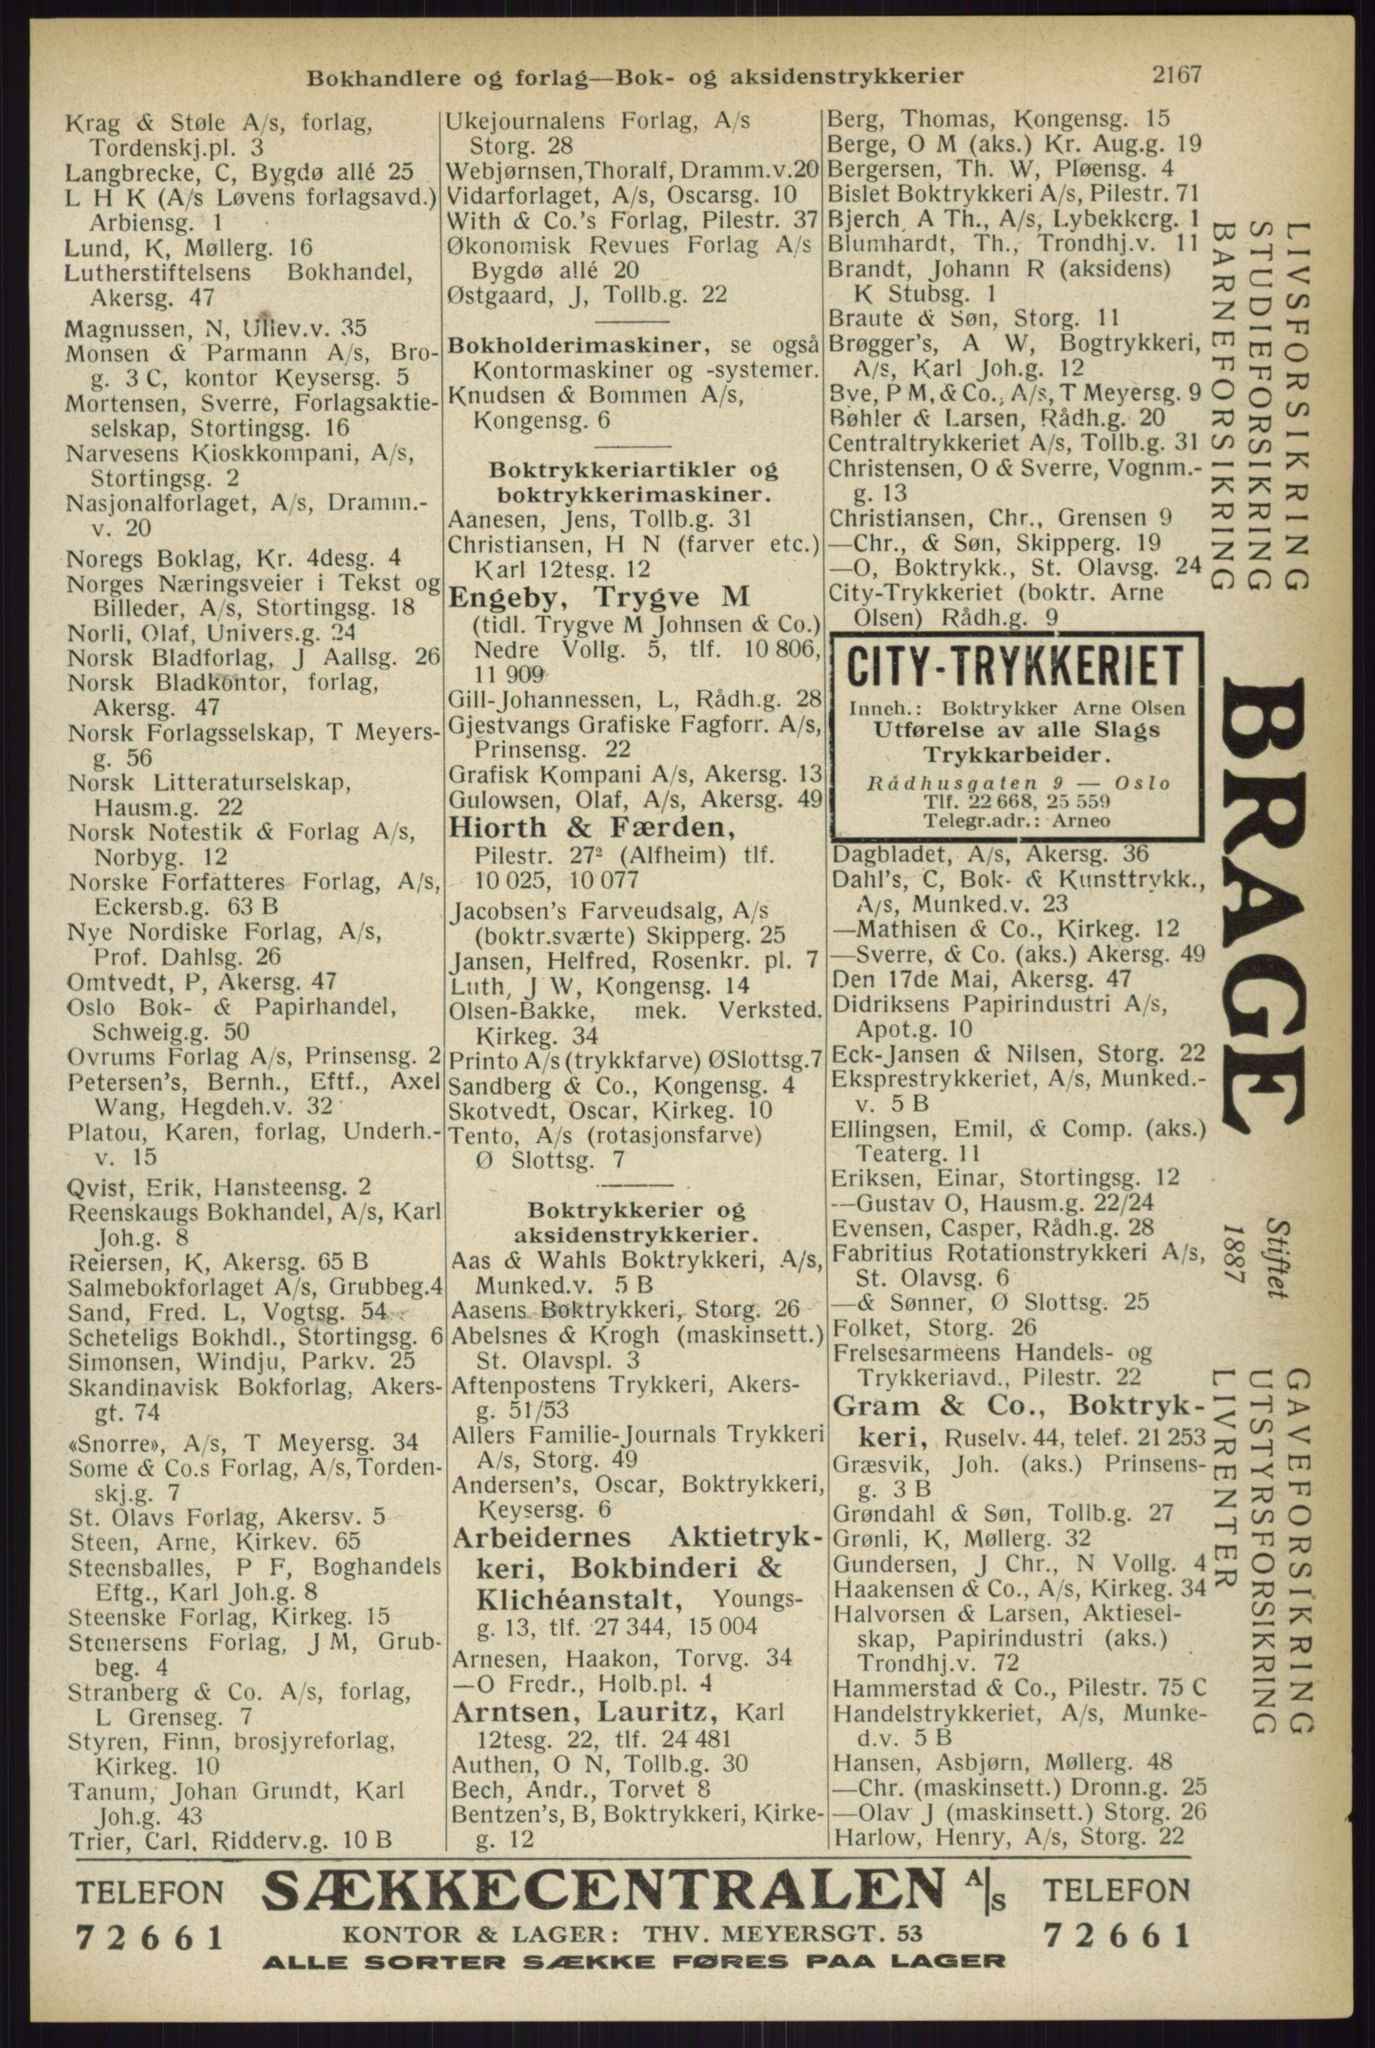 Bokhandlere og forlag—Bok- og aksidenstrykkerier 2167
Krag & Støle A/s, forlag,
Tordenskj.pl. 3
Langbrecke, C, Bygdø allé 25
L H K (A/s Løvens forlagsavd.)
Arbiensg. 1
Lund, K, Møllerg. 16
Lutherstiftelsens Bokhandel,
Akersg. 47
Magnussen, N, Ullev.v. 35
Monsen & Parmann A/s, Bro-
g. 3 C, kontor Keysersg. 5
Mortensen, Sverre, Forlagsaktie-
selskap, Stortingsg. 16
Narvesens Kioskkompani, A/s,
Stortingsg. 2
Nasjonalforlaget, A/s, Dramm.-
v. 20
Noregs Boklag, Kr. 4desg. 4
Norges Næringsveier i Tekst og
Billeder, A/s, Stortingsg. 18
Norli, Olaf, Univers.g. 24
Norsk Bladforlag, J Aallsg. 26
Norsk Bladkontor, forlag,
Akersg. 47
Norsk Forlagsselskap, T Meyers-
g. 56
Norsk Litteraturselskap,
Hausm.g. 22
Norsk Notestik & Forlag A/s,
Norbyg. 12
Norske Forfatteres Forlag, A/s,
Eckersb.g. 63 B
Nye Nordiske Forlag, A/s,
Prof. Dahlsg. 26
Omtvedt, P, Akersg. 47
Oslo Bok- & Papirhandel,
Schweig.g. 50
Ovrums Forlag A/s, Prinsensg. 2
Petersen's, Bernh., Eftf., Axel
Wang, Hegdeh.v. 32
Platou, Karen, forlag, Underh.-
v. 15
Qvist, Erik, Hansteensg. 2
Reenskaugs Bokhandel, A/s, Karl
Joh.g. 8
Reiersen, K, Akersg. 65 B
Salmebokforlaget A/s, Grubbeg.4
Sand, Fred. L, Vogtsg. 54
Scheteligs Bokhdl., Stortingsg. 6
Simonsen, Windju, Parkv. 25
Skandinavisk Bokforlag, Akers-
gt. 74
«Snorre», A/s, T Meyersg. 34
Some & Co.s Forlag, A/s, Torden-
skj.g. 7
St. Olavs Forlag, Akersv. 5
Steen, Arne, Kirkev. 65
Steensballes, P F, Boghandels
Eftg., Karl Joh.g. 8
Steenske Forlag, Kirkeg. 15
Stenersens Forlag, J M, Grub-
beg. 4
Stranberg & Co. A/s, forlag,
L Grenseg. 7
Styren, Finn, brosjyreforlag,
Kirkeg. 10
Tanum, Johan Grundt, Karl
Joh.g. 43
Trier, Carl, Ridderv.g. 10 B
Ukejournalens Forlag, A/s
Storg. 28
Webjørnsen, Thoralf, Dramm.v.20
Vidarforlaget, A/s, Oscarsg. 10
With & Co.'s Forlag, Pilestr. 37
Økonomisk Revues Forlag A/s
Bygdø allé 20
Østgaard, J, Tollb.g. 22
Bokholderimaskiner, se også
Kontormaskiner og -systemer.
Knudsen & Bommen A/s,
Kongensg. 6
Boktrykkeriartikler og
boktrykkerimaskiner.
Aanesen, Jens, Tollb.g. 31
Christiansen, H N (farver etc.)
Karl 12tesg. 12
Engeby, Trygve M
(tidl. Trygve M Johnsen & Co.)
Nedre Vollg. 5, tlf. 10 806,
11 909
Gill-Johannessen, L, Rådh.g. 28
Gjestvangs Grafiske Fagforr. A/s,
Prinsensg. 22
Grafisk Kompani A/s, Akersg. 13
Gulowsen, Olaf, A/s, Akersg. 49
Hiorth & Færden,
Pilestr. 27² (Alfheim) tlf.
10 025, 10 077
Jacobsen's Farveudsalg, A/s
(boktr.sværte) Skipperg. 25
Jansen, Helfred, Rosenkr. pl. 7
Luth, J W, Kongensg. 14
Olsen-Bakke, mek. Verksted,
Kirkeg. 34
Printo A/s (trykkfarve) ØSlottsg.7
Sandberg & Co., Kongensg. 4
Skotvedt, Oscar, Kirkeg. 10
Tento, A/s (rotasjonsfarve)
Ø Slottsg. 7
Boktrykkerier og
aksidenstrykkerier.
Aas & Wahls Boktrykkeri, A/s,
Munked.v. 5 B
Aasens Boktrykkeri, Storg. 26
Abelsnes & Krogh (maskinsett.)
St. Olavspl. 3
Aftenpostens Trykkeri, Akers-
g. 51/53
Allers Familie-Journals Trykkeri
A/s, Storg. 49
Andersen's, Oscar, Boktrykkeri,
Keysersg. 6
Arbeidernes Aktietryk-
keri, Bokbinderi &
Klichéanstalt, Youngs-
g. 13, tlf. 27 344, 15 004
Arnesen, Haakon, Torvg. 34
—O Fredr., Holb.pl. 4
Arntsen, Lauritz, Karl
12tesg. 22, tlf. 24 481
Authen, O N, Tollb.g. 30
Bech, Andr., Torvet 8
Bentzen's, B, Boktrykkeri, Kirke-
g. 12
Berg, Thomas, Kongensg. 15
Berge, O M (aks.) Kr. Aug.g. 19
Bergersen, Th. W, Pløensg. 4
Bislet Boktrykkeri A/s, Pilestr. 71
Bjerch, A Th., A/s, Lybekkerg. 1
Blumhardt, Th., Trondhj.v. 11
Brandt, Johann R (aksidens)
K Stubsg. 1
Braute & Søn, Storg. 11
Brøgger's, A W, Bogtrykkeri,
A/s, Karl Joh.g. 12
Bye, P M, & Co., A/s, T Meyersg. 9
Bøhler & Larsen, Rådh.g. 20
Centraltrykkeriet A/s, Tollb.g. 31
Christensen, O & Sverre, Vognm.-
g. 13
Christiansen, Chr., Grensen 9
—Chr., & Søn, Skipperg. 19
—O, Boktrykk., St. Olavsg. 24
City-Trykkeriet (boktr. Arne
Olsen) Rådh.g. 9
CITY-TRYKKERIET
Inneh.: Boktrykker Arne Olsen
Utførelse av alle Slags
Trykkarbeider.
Rådhusgaten 9 — Oslo
Tlf. 22 668, 25 559
Telegr.adr.: Arneo
Dagbladet, A/s, Akersg. 36
Dahl's, C, Bok- & Kunsttrykk.,
A/s, Munked.v. 23
—Mathisen & Co., Kirkeg. 12
—Sverre, & Co. (aks.) Akersg. 49
Den 17de Mai, Akersg. 47
Didriksens Papirindustri A/s,
Apot.g. 10
Eck-Jansen & Nilsen, Storg. 22
Eksprestrykkeriet, A/s, Munked.-
v. 5 B
Ellingsen, Emil, & Comp. (aks.)
Teaterg. 11
Eriksen, Einar, Stortingsg. 12
—Gustav O, Hausm.g. 22/24
Evensen, Casper, Rådh.g. 28
Fabritius Rotationstrykkeri A/s,
St. Olavsg. 6
—& Sønner, Ø Slottsg. 25
Folket, Storg. 26
Frelsesarmeens Handels- og
Trykkeriavd., Pilestr. 22
Gram & Co., Boktryk-
keri, Ruselv. 44, telef. 21 253
Græsvik, Joh. (aks.) Prinsens-
g. 3 B
Grøndahl & Søn, Tollb.g. 27
Grønli, K, Møllerg. 32
Gundersen, J Chr., N Vollg. 4
Haakensen & Co., A/s, Kirkeg. 34
Halvorsen & Larsen, Aktiesel-
skap, Papirindustri (aks.)
Trondhj.v. 72
Hammerstad & Co., Pilestr. 75 C
Handelstrykkeriet, A/s, Munke-
d.v. 5 B
Hansen, Asbjørn, Møllerg. 48
—Chr. (maskinsett.) Dronn.g. 25
—Olav J (maskinsett.) Storg. 26
Harlow, Henry, A/s, Storg. 22
LIVSFORSIKRING
STUDIEFORSIKRING
BARNEFORSIKRING
BRAGE
Stiftet
1887
GAVEFORSIKRING
UTSTYRSFORSIKRING
LIVRENTER
TELEFON
72661
SÆKKECENTRALEN A/s
KONTOR & LAGER: THV. MEYERSGT. 53
ALLE SORTER SÆKKE FØRES PAA LAGER
TELEFON
72661